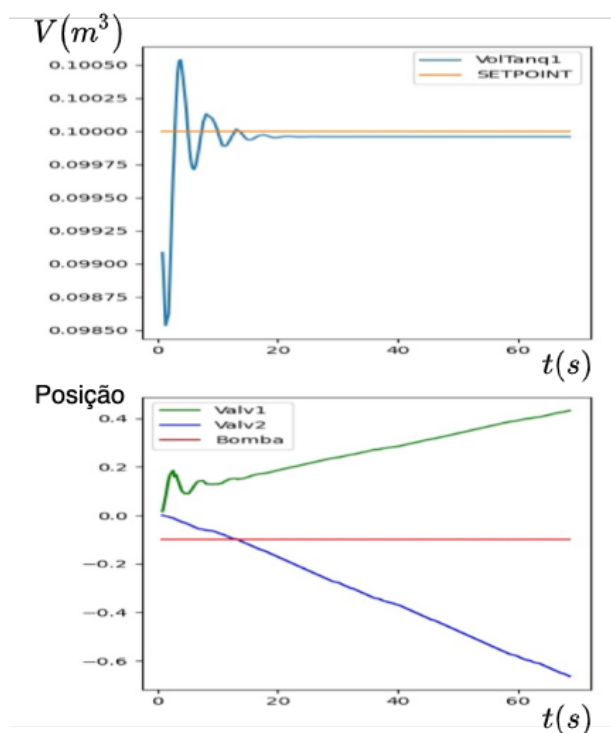 V(m³)
0.10050
0.10025
0.10000
0.09975
0.09950
0.09925
0.09900
0.09875
0.09850
VolTanq1
SETPOINT
0 20 40 60
t(s)
Posição
0.4
0.2
0.0
−0.2
−0.4
−0.6
Valv1
Valv2
Bomba
0 20 40 60
t(s)